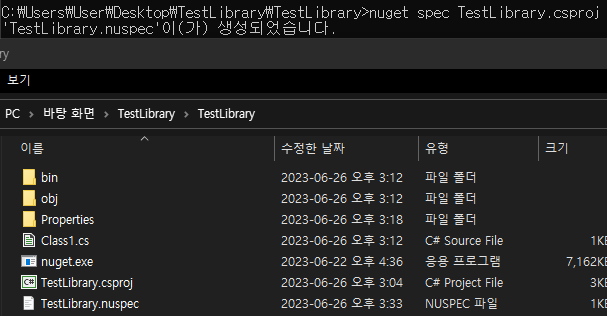 C:\Users\User\Desktop\TestLibrary\TestLibrary>nuget spec TestLibrary.csproj
'TestLibrary.nuspec'이(가) 생성되었습니다.
ry
보기
PC > 바탕 화면 > TestLibrary > TestLibrary
이름 수정한 날짜 유형 크기
bin 2023-06-26 오후 3:12 파일 폴더
obj 2023-06-26 오후 3:12 파일 폴더
Properties 2023-06-26 오후 3:18 파일 폴더
Class1.cs 2023-06-26 오후 3:12 C# Source File 1KE
nuget.exe 2023-06-22 오후 4:36 응용 프로그램 7,162KE
C# TestLibrary.csproj 2023-06-26 오후 3:04 C# Project File 3KE
TestLibrary.nuspec 2023-06-26 오후 3:33 NUSPEC 파일 1KE